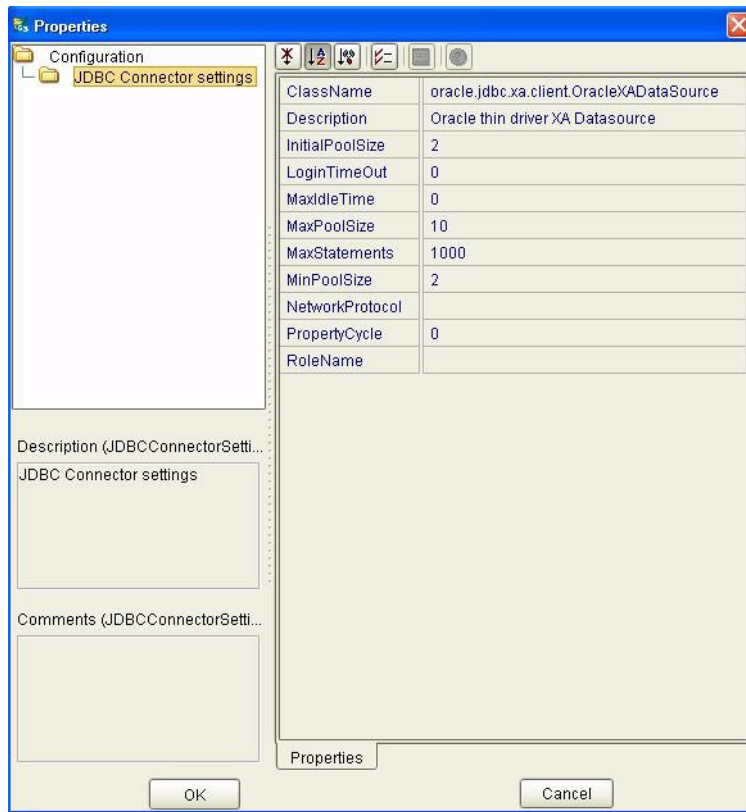 Properties
Configuration
JDBC Connector settings
ClassName oracle.jdbc.xa.client.OracleXADataSource
Description Oracle thin driver XA Datasource
InitialPoolSize 2
LoginTimeOut 0
MaxIdleTime 0
MaxPoolSize 10
MaxStatements 1000
MinPoolSize 2
NetworkProtocol
PropertyCycle 0
RoleName
Description (JDBCConnectorSetti...
JDBC Connector settings
Comments (JDBCConnectorSetti...
Properties
OK Cancel